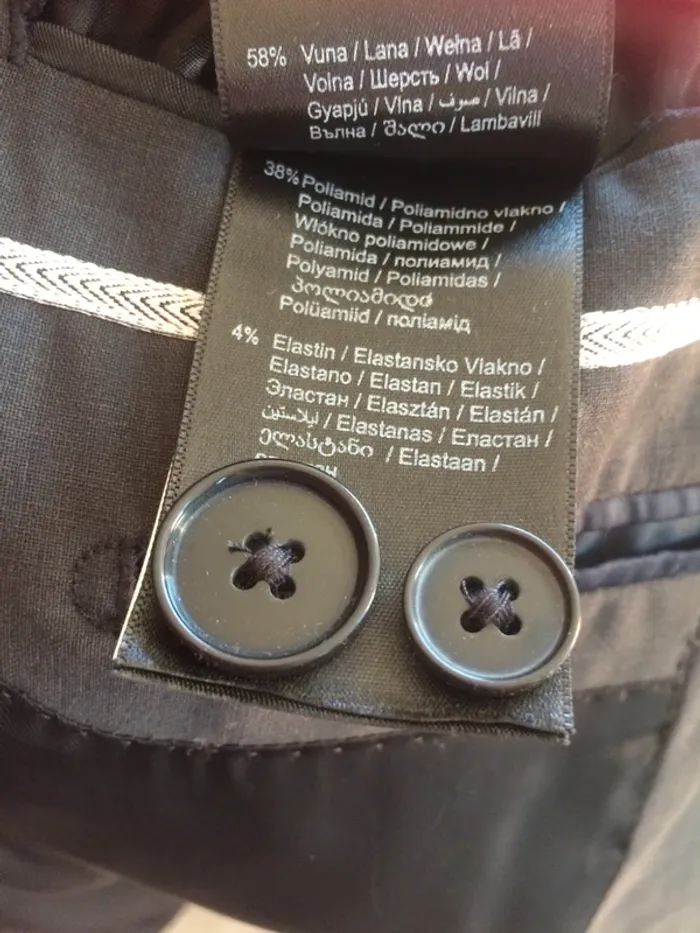 58% Vuna / Lana / Wełna / Lã /
Volna / Шерсть / Wol /
Gyapjú / Vlna / صوف / Vilna /
Вълна / შალი / Lambavill
38% Poliamid / Poliamidno vlakno /
Poliamida / Poliammide /
Włókno poliamidowe /
Poliamida / полиамид /
Polyamid / Poliamidas /
პოლიამიდი
Polüamiid / поліамід
4% Elastin / Elastansko Vlakno /
Elastano / Elastan / Elastik /
Эластан / Elasztán / Elastán /
ليلاستين / Elastanas / Еластан /
ელასტანი / Elastaan /